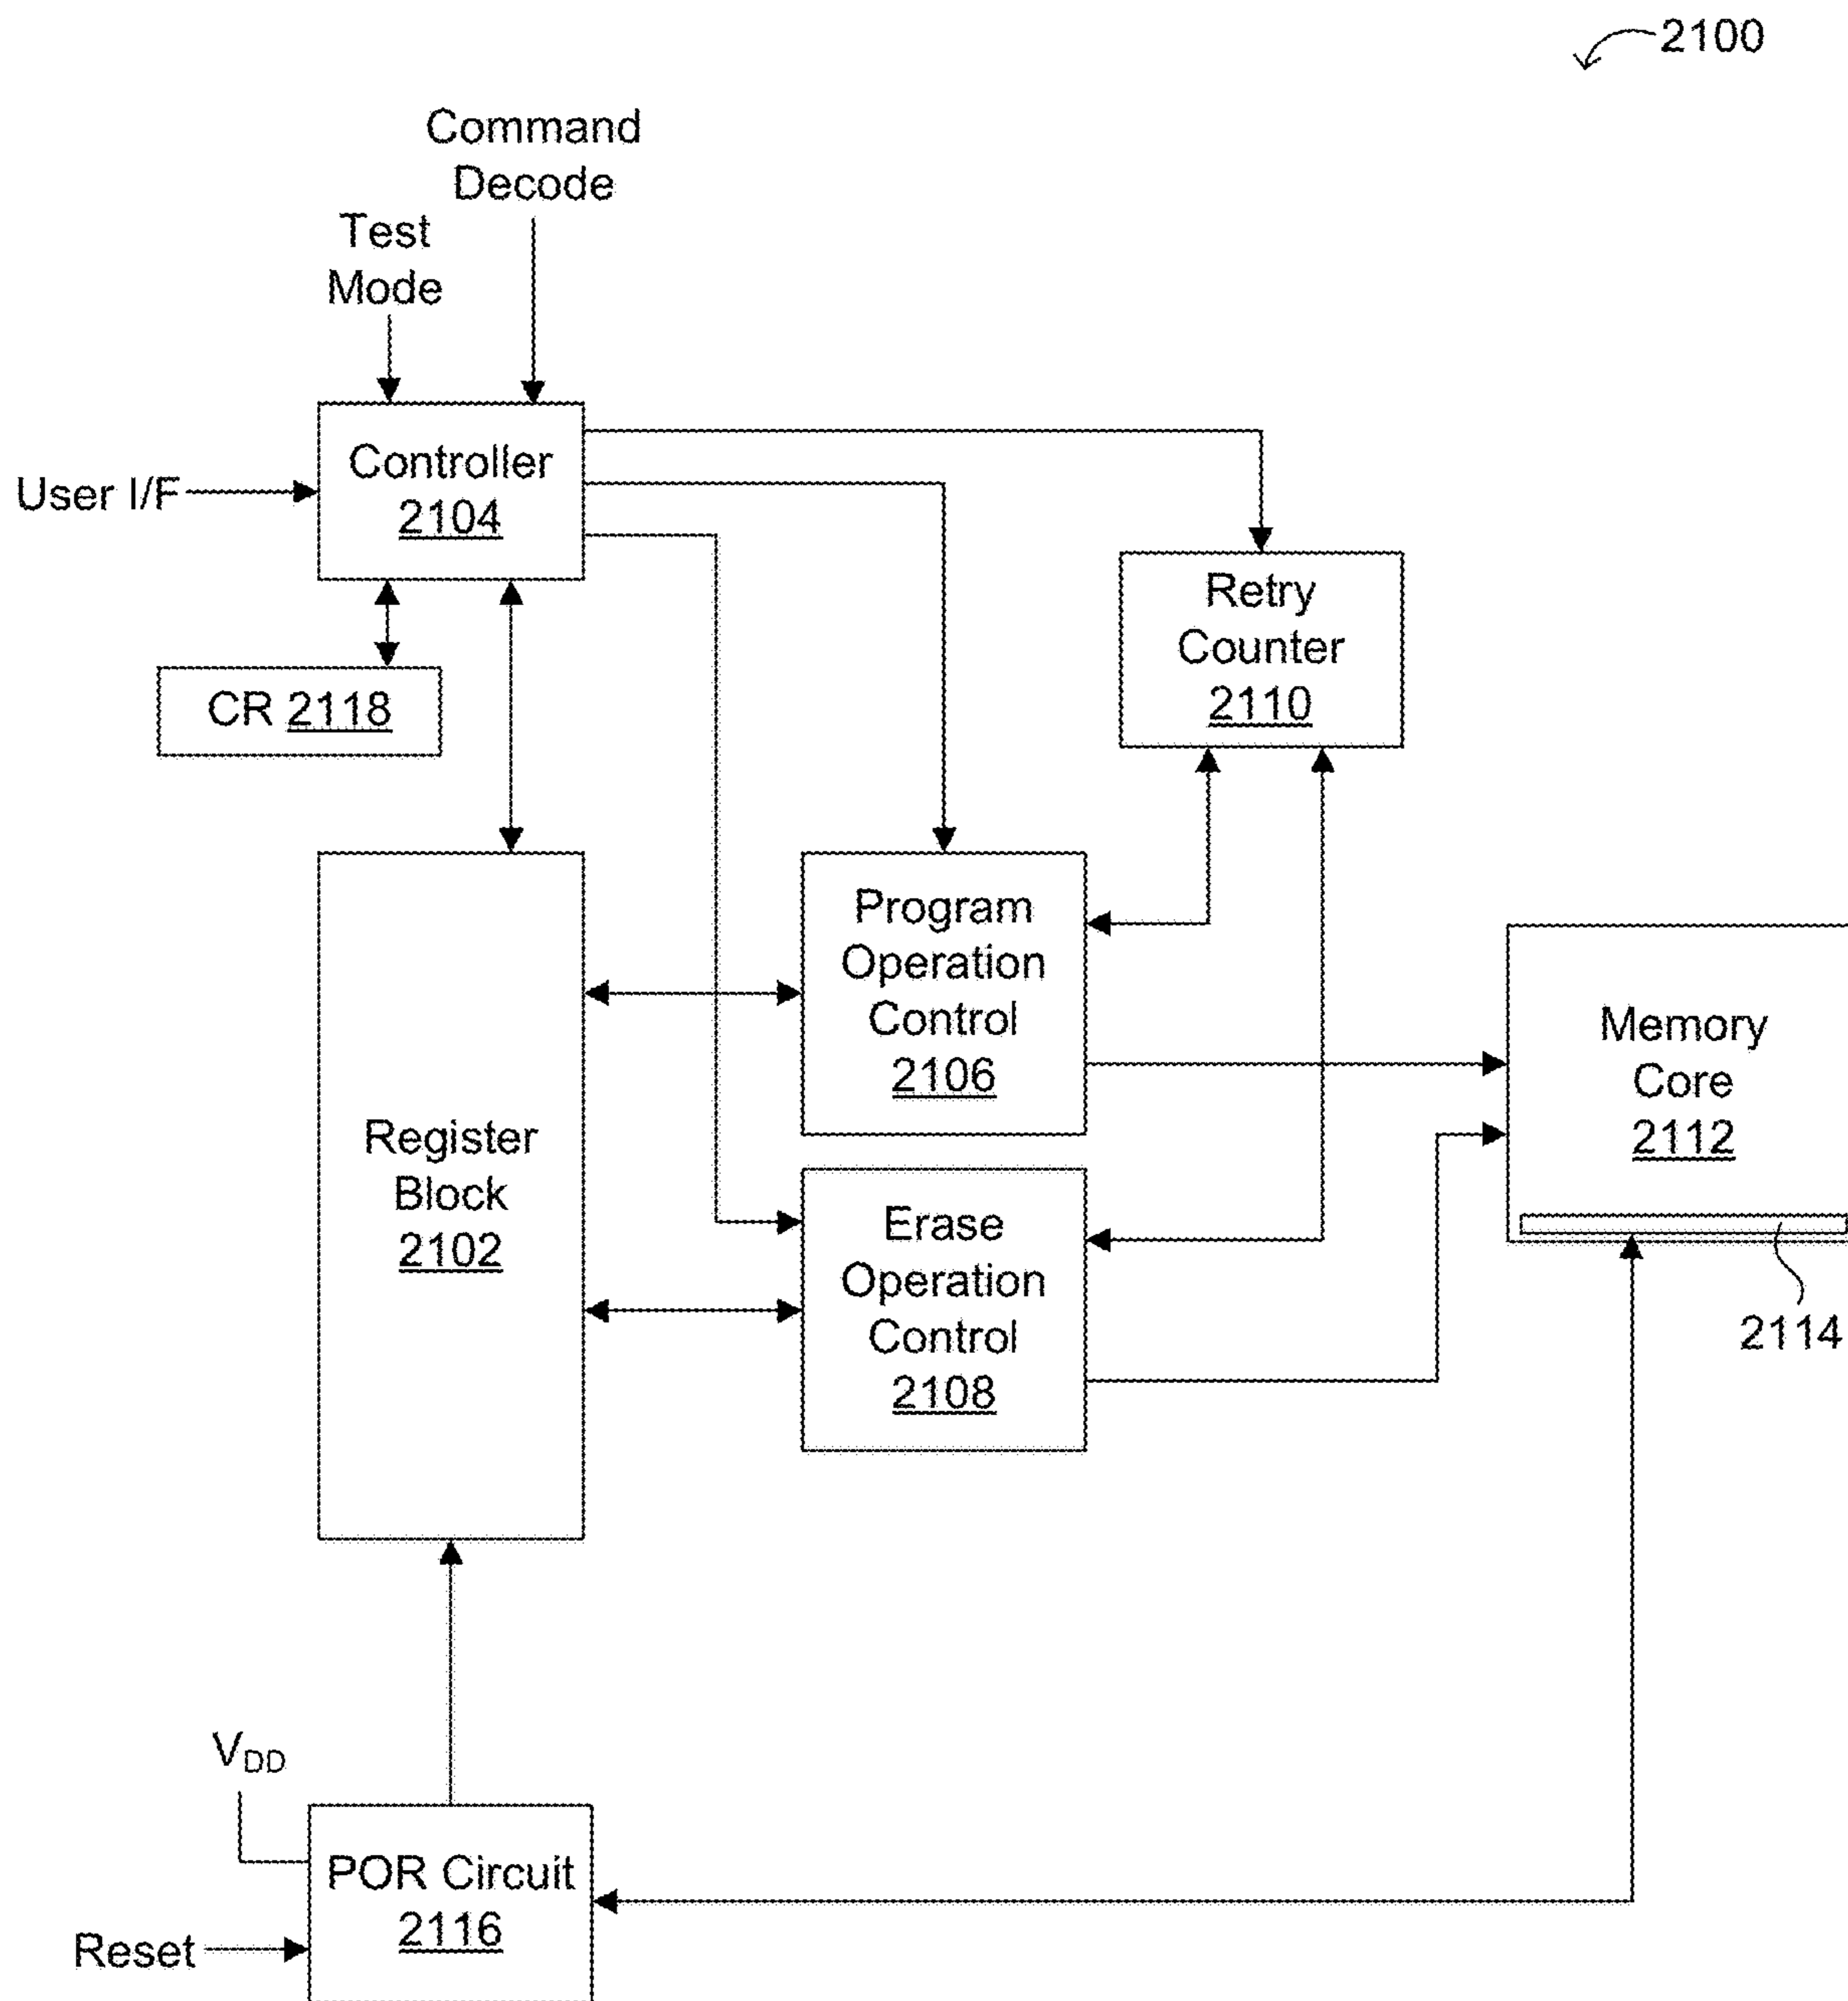 2100
Command
Decode
Test
Mode
User I/F
Controller
2104
CR 2118
Retry
Counter
2110
Program
Operation
Control
2106
Register
Block
2102
Erase
Operation
Control
2108
Memory
Core
2112
2114
VDD
POR Circuit
2116
Reset